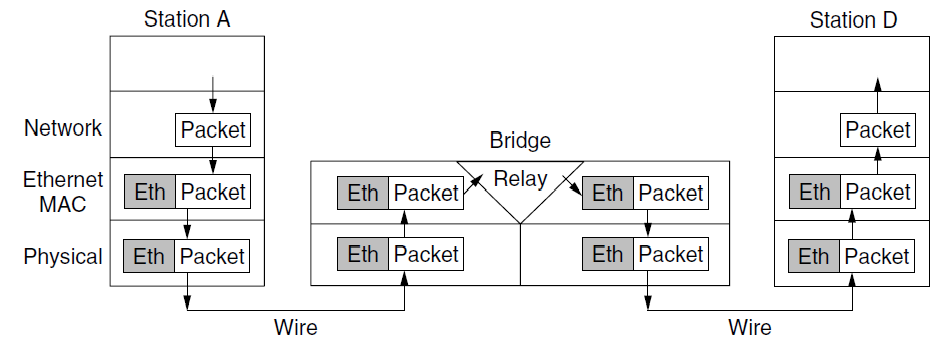 Station A
Station D
Network
Packet
Packet
Bridge
Ethernet
MAC
Eth Packet
Eth Packet
Relay
Eth Packet
Eth Packet
Physical
Eth Packet
Eth Packet
Eth Packet
Eth Packet
Wire
Wire